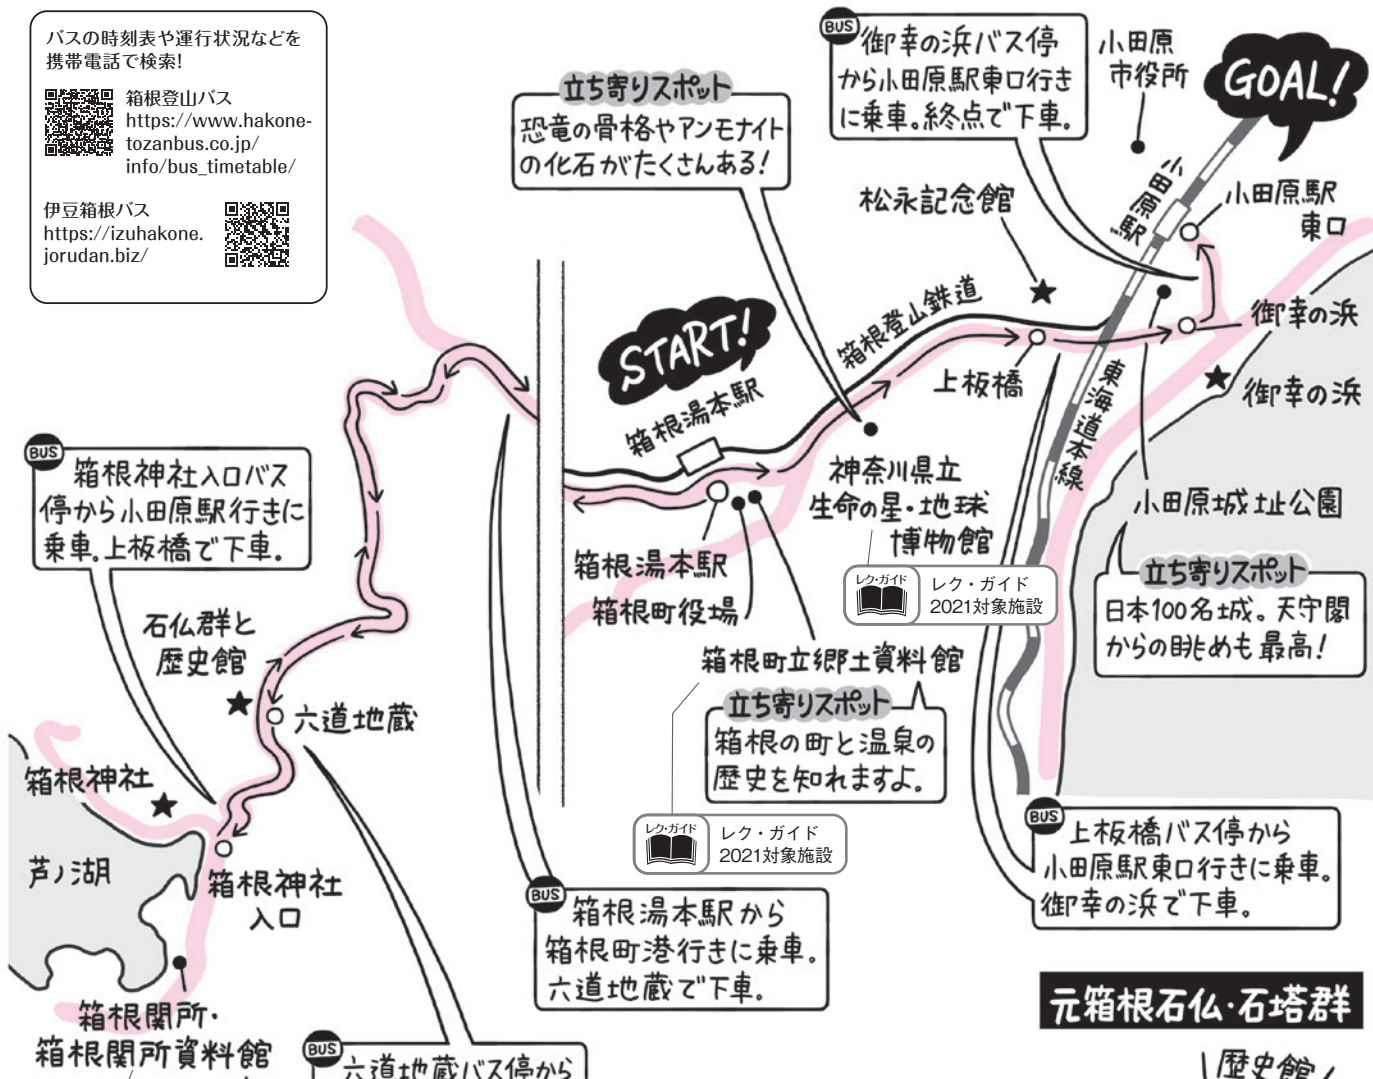 バスの時刻表や運行状況などを
携帯電話で検索!
箱根登山バス
https://www.hakone-
tozanbus.co.jp/
info/bus_timetable/
伊豆箱根バス
https://izuhakone.
jorudan.biz/
立ち寄りスポット
恐竜の骨格やアンモナイト
の化石がたくさんある!
BUS
御幸の浜バス停
から小田原駅東口行き
に乗車。終点で下車。
小田原
市役所
GOAL!
小田原駅
小田原駅
東口
松永記念館
START!
箱根湯本駅
箱根登山鉄道
上板橋
東海道本線
御幸の浜
御幸の浜
小田原城址公園
立ち寄りスポット
日本100名城。天守閣
からの眺めも最高!
神奈川県立
生命の星・地球
博物館
レク・ガイド
レク・ガイド
2021対象施設
箱根湯本駅
箱根町役場
箱根町立郷土資料館
立ち寄りスポット
箱根の町と温泉の
歴史を知れますよ。
レク・ガイド
レク・ガイド
2021対象施設
BUS
箱根神社入口バス
停から小田原駅行きに
乗車。上板橋で下車。
石仏群と
歴史館
六道地蔵
箱根神社
芦ノ湖
箱根神社
入口
BUS
箱根湯本駅から
箱根町港行きに乗車。
六道地蔵で下車。
BUS
上板橋バス停から
小田原駅東口行きに乗車。
御幸の浜で下車。
箱根関所・
箱根関所資料館
BUS
六道地蔵バス停から
元箱根石仏・石塔群
歴史館